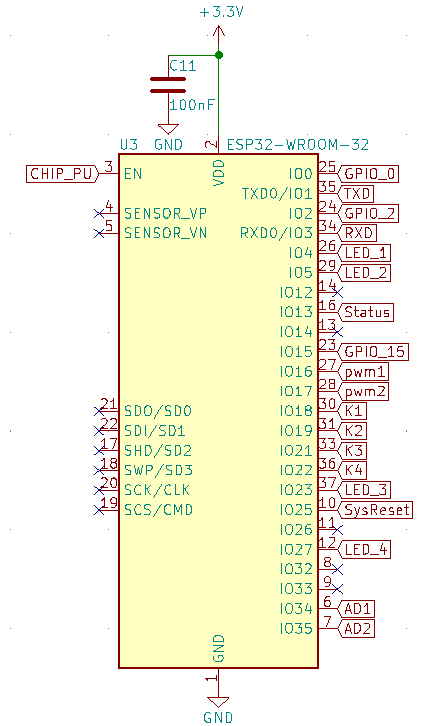 +3.3V
C11
100nF
GND
U3
2
ESP32-WROOM-32
VDD
CHIP_PU 3 EN
IO0 25 GPIO_0
TXD0/IO1 35 TXD
4 SENSOR_VP
IO2 24 GPIO_2
5 SENSOR_VN
RXD0/IO3 34 RXD
IO4 26 LED_1
IO5 29 LED_2
IO12 14
IO13 16 Status
IO14 13
IO15 23 GPIO_15
IO16 27 pwm1
IO17 28 pwm2
21 SDO/SD0
IO18 30 K1
22 SDI/SD1
IO19 31 K2
17 SHD/SD2
IO21 33 K3
18 SWP/SD3
IO22 36 K4
20 SCK/CLK
IO23 37 LED_3
19 SCS/CMD
IO25 10 SysReset
IO26 11
IO27 12 LED_4
IO32 8
IO33 9
IO34 6 AD1
IO35 7 AD2
GND
1
GND